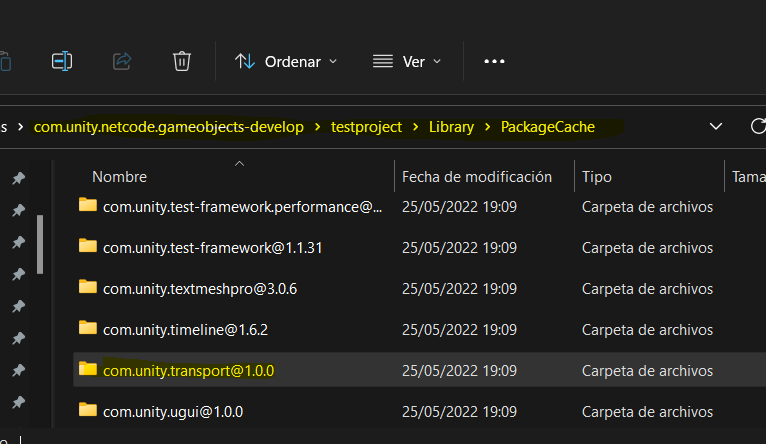 Ordenar
Ver
s > com.unity.netcode.gameobjects-develop > testproject > Library > PackageCache
Nombre Fecha de modificación Tipo Tama
com.unity.test-framework.performance@... 25/05/2022 19:09 Carpeta de archivos
com.unity.test-framework@1.1.31 25/05/2022 19:09 Carpeta de archivos
com.unity.textmeshpro@3.0.6 25/05/2022 19:09 Carpeta de archivos
com.unity.timeline@1.6.2 25/05/2022 19:09 Carpeta de archivos
com.unity.transport@1.0.0 25/05/2022 19:09 Carpeta de archivos
com.unity.ugui@1.0.0 25/05/2022 19:09 Carpeta de archivos